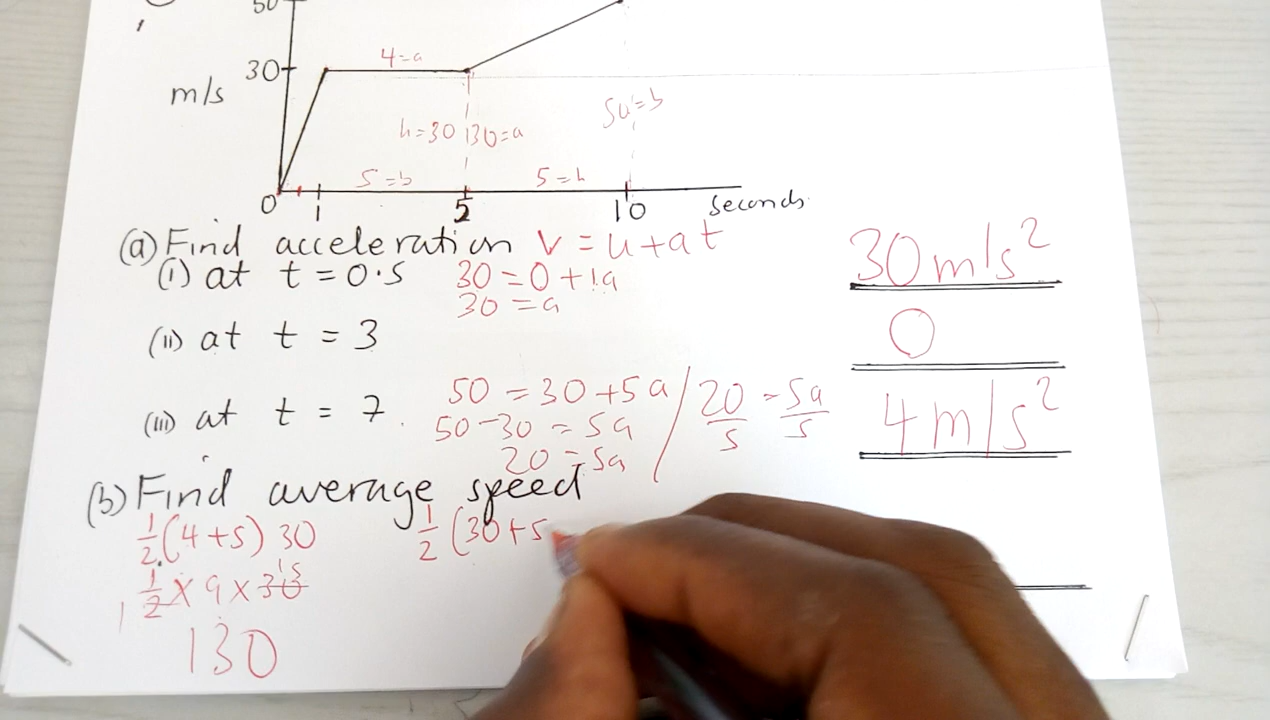 50
4=a
30
m/s
h=30 30=a
50=b
5=b
5=h
0 1 5 10 seconds
(a) Find acceleration v = u+at
(i) at t = 0.5 30 = 0 + 1a 30m/s²
30 = a
(ii) at t = 3 0
(iii) at t = 7. 50 = 30 + 5a / 20/5 = 5a/5 4m/s²
50-30 = 5a
20 = 5a
(b) Find average speed
½(4+5) 30 ½(30+5
½ x 9 x 30 15
1
130